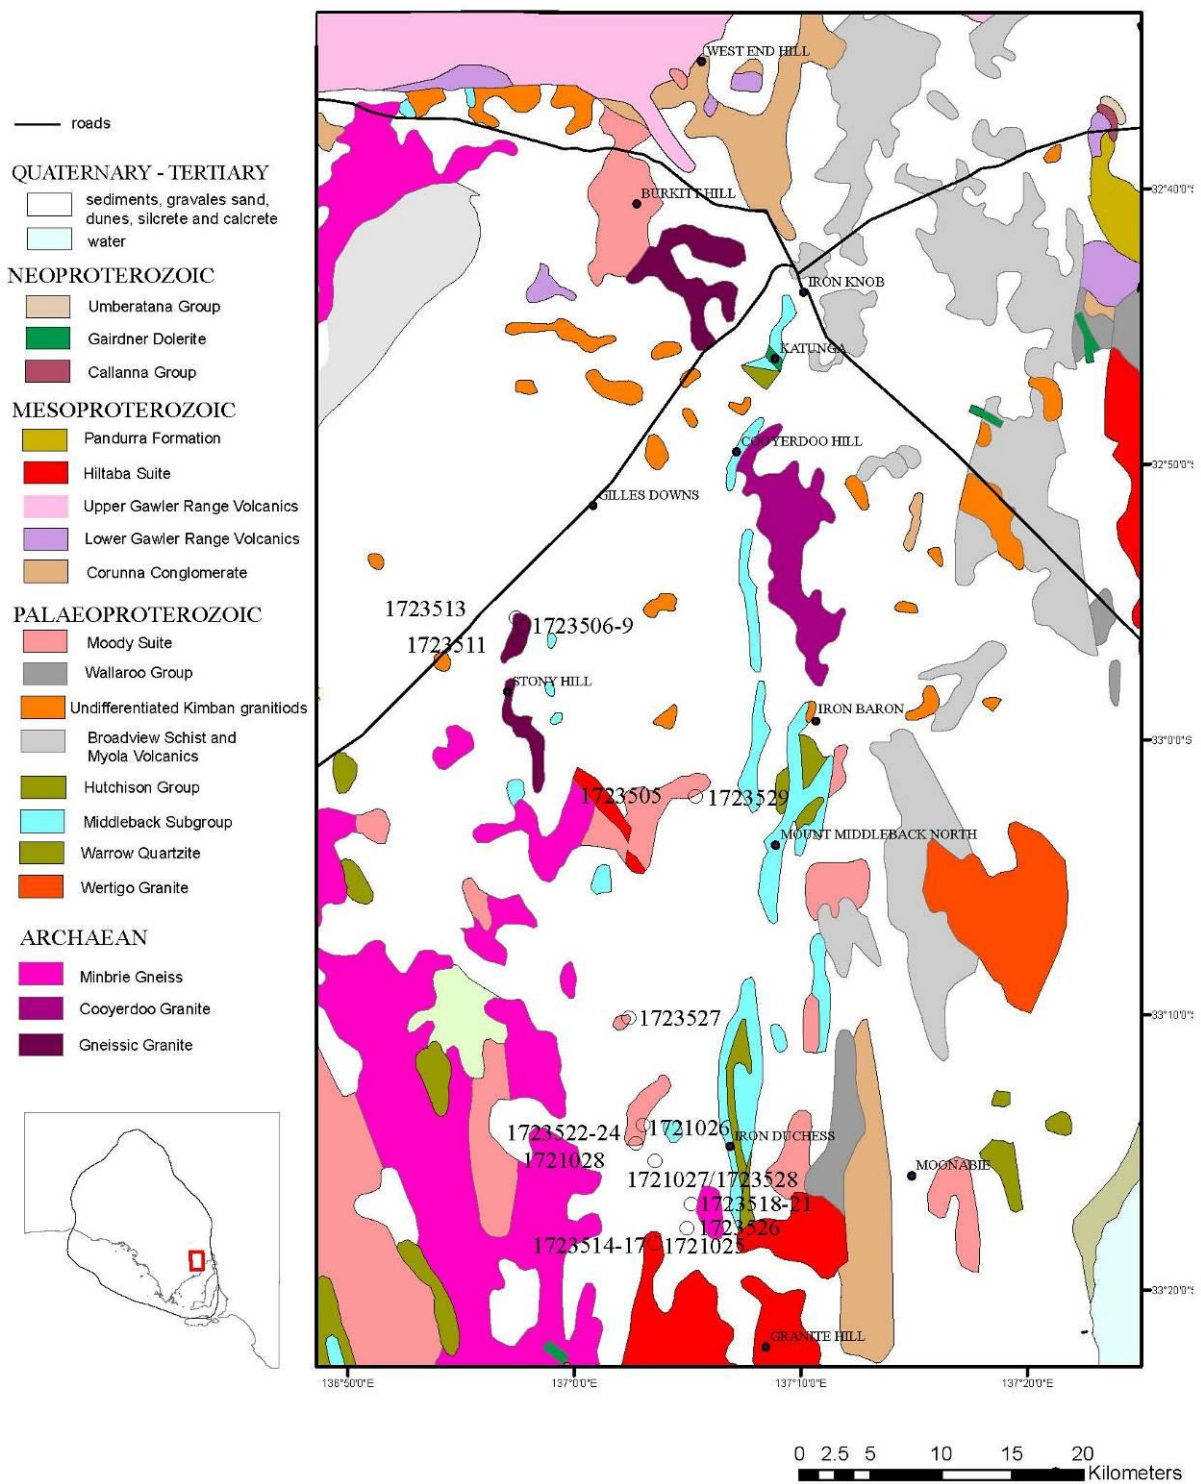 roads
QUATERNARY - TERTIARY
sediments, gravales sand,
dunes, silcrete and calcrete
water
NEOPROTEROZOIC
Umberatana Group
Gairdner Dolerite
Callanna Group
MESOPROTEROZOIC
Pandurra Formation
Hiltaba Suite
Upper Gawler Range Volcanics
Lower Gawler Range Volcanics
Corunna Conglomerate
PALAEOPROTEROZOIC
Moody Suite
Wallaroo Group
Undifferentiated Kimban granitiods
Broadview Schist and
Myola Volcanics
Hutchison Group
Middleback Subgroup
Warrow Quartzite
Wertigo Granite
ARCHAEAN
Minbrie Gneiss
Cooyerdoo Granite
Gneissic Granite
WEST END HILL
BURKITT HILL
IRON KNOB
KATUNGA
COOYERDOO HILL
GILLES DOWNS
1723513
1723506-9
1723511
STONY HILL
IRON BARON
1723505
1723529
MOUNT MIDDLEBACK NORTH
1723527
1721026
1723522-24
IRON DUCHESS
1721028
MOONABIE
1721027/1723528
1723518-21
1723526
1723514-17
1721025
GRANITE HILL
32°40'0"S
32°50'0"S
33°0'0"S
33°10'0"S
33°20'0"S
136°50'0"E
137°0'0"E
137°10'0"E
137°20'0"E
0 2.5 5 10 15 20
Kilometers